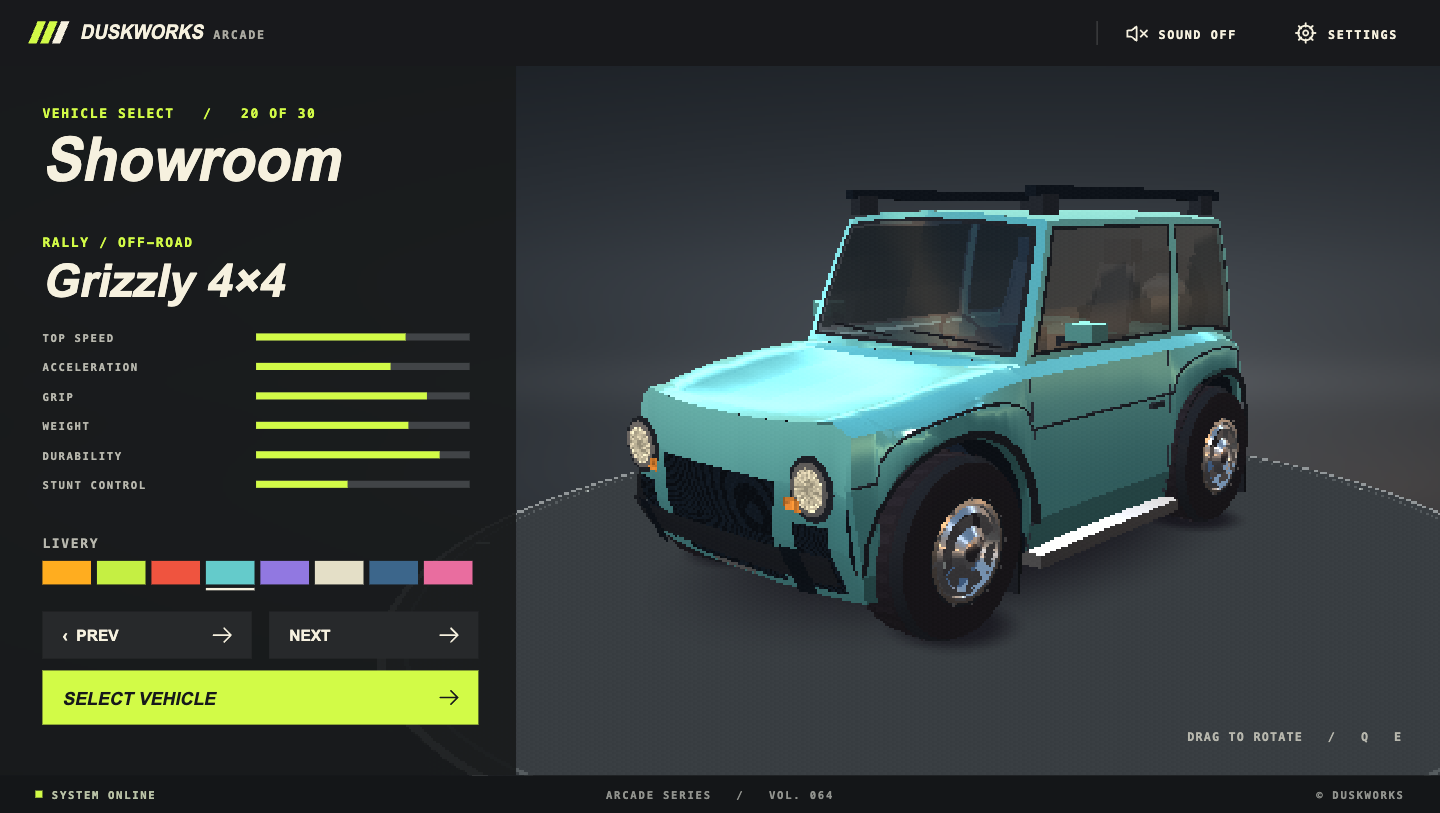 DUSKWORKS ARCADE
SOUND OFF
SETTINGS
VEHICLE SELECT / 20 OF 30
Showroom
RALLY / OFF-ROAD
Grizzly 4×4
TOP SPEED
ACCELERATION
GRIP
WEIGHT
DURABILITY
STUNT CONTROL
LIVERY
‹ PREV →
NEXT →
SELECT VEHICLE →
DRAG TO ROTATE / Q E
SYSTEM ONLINE
ARCADE SERIES / VOL. 064
© DUSKWORKS